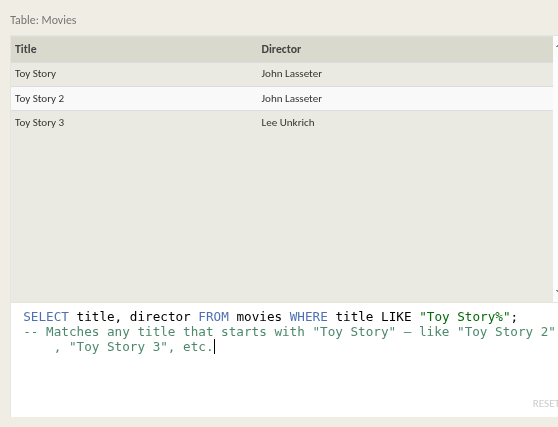 Table: Movies
Title Director
Toy Story John Lasseter
Toy Story 2 John Lasseter
Toy Story 3 Lee Unkrich
SELECT title, director FROM movies WHERE title LIKE "Toy Story%";
-- Matches any title that starts with "Toy Story" — like "Toy Story 2"
, "Toy Story 3", etc.
RESET